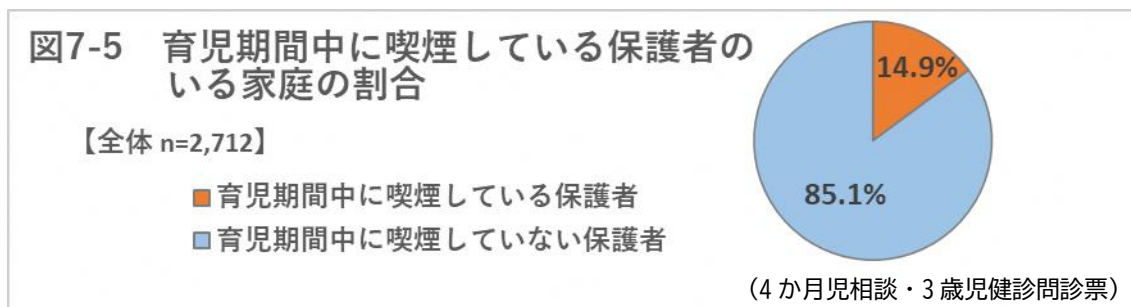 図7-5 育児期間中に喫煙している保護者の
いる家庭の割合
【全体 n=2,712】
育児期間中に喫煙している保護者
育児期間中に喫煙していない保護者
14.9%
85.1%
（4か月児相談・3歳児健診問診票）